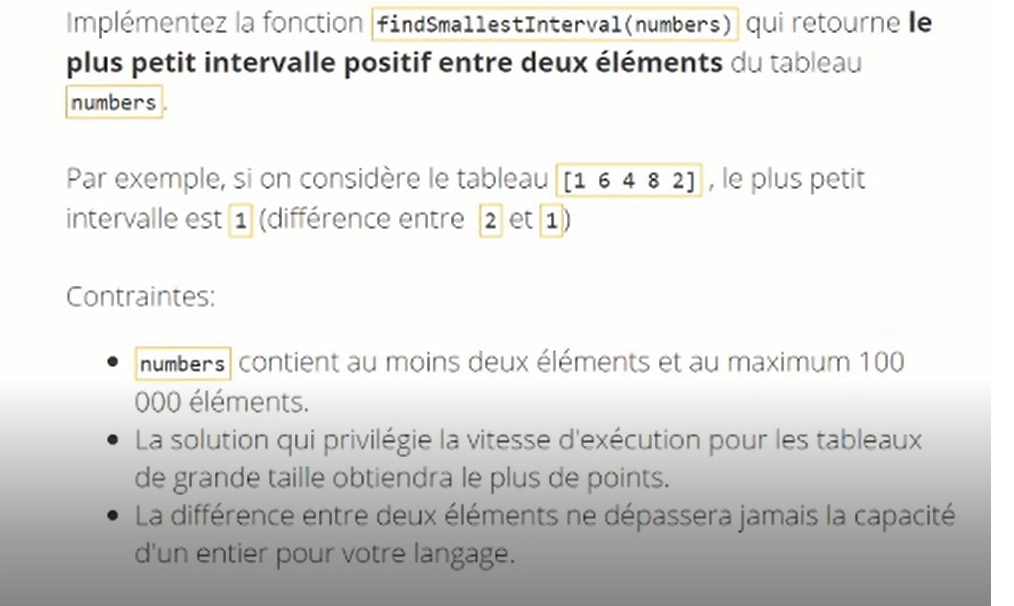 Implémentez la fonction findSmallestInterval(numbers) qui retourne le
plus petit intervalle positif entre deux éléments du tableau
numbers.
Par exemple, si on considère le tableau [1 6 4 8 2] , le plus petit
intervalle est 1 (différence entre 2 et 1)
Contraintes:
• numbers contient au moins deux éléments et au maximum 100
000 éléments.
• La solution qui privilégie la vitesse d'exécution pour les tableaux
de grande taille obtiendra le plus de points.
• La différence entre deux éléments ne dépassera jamais la capacité
d'un entier pour votre langage.